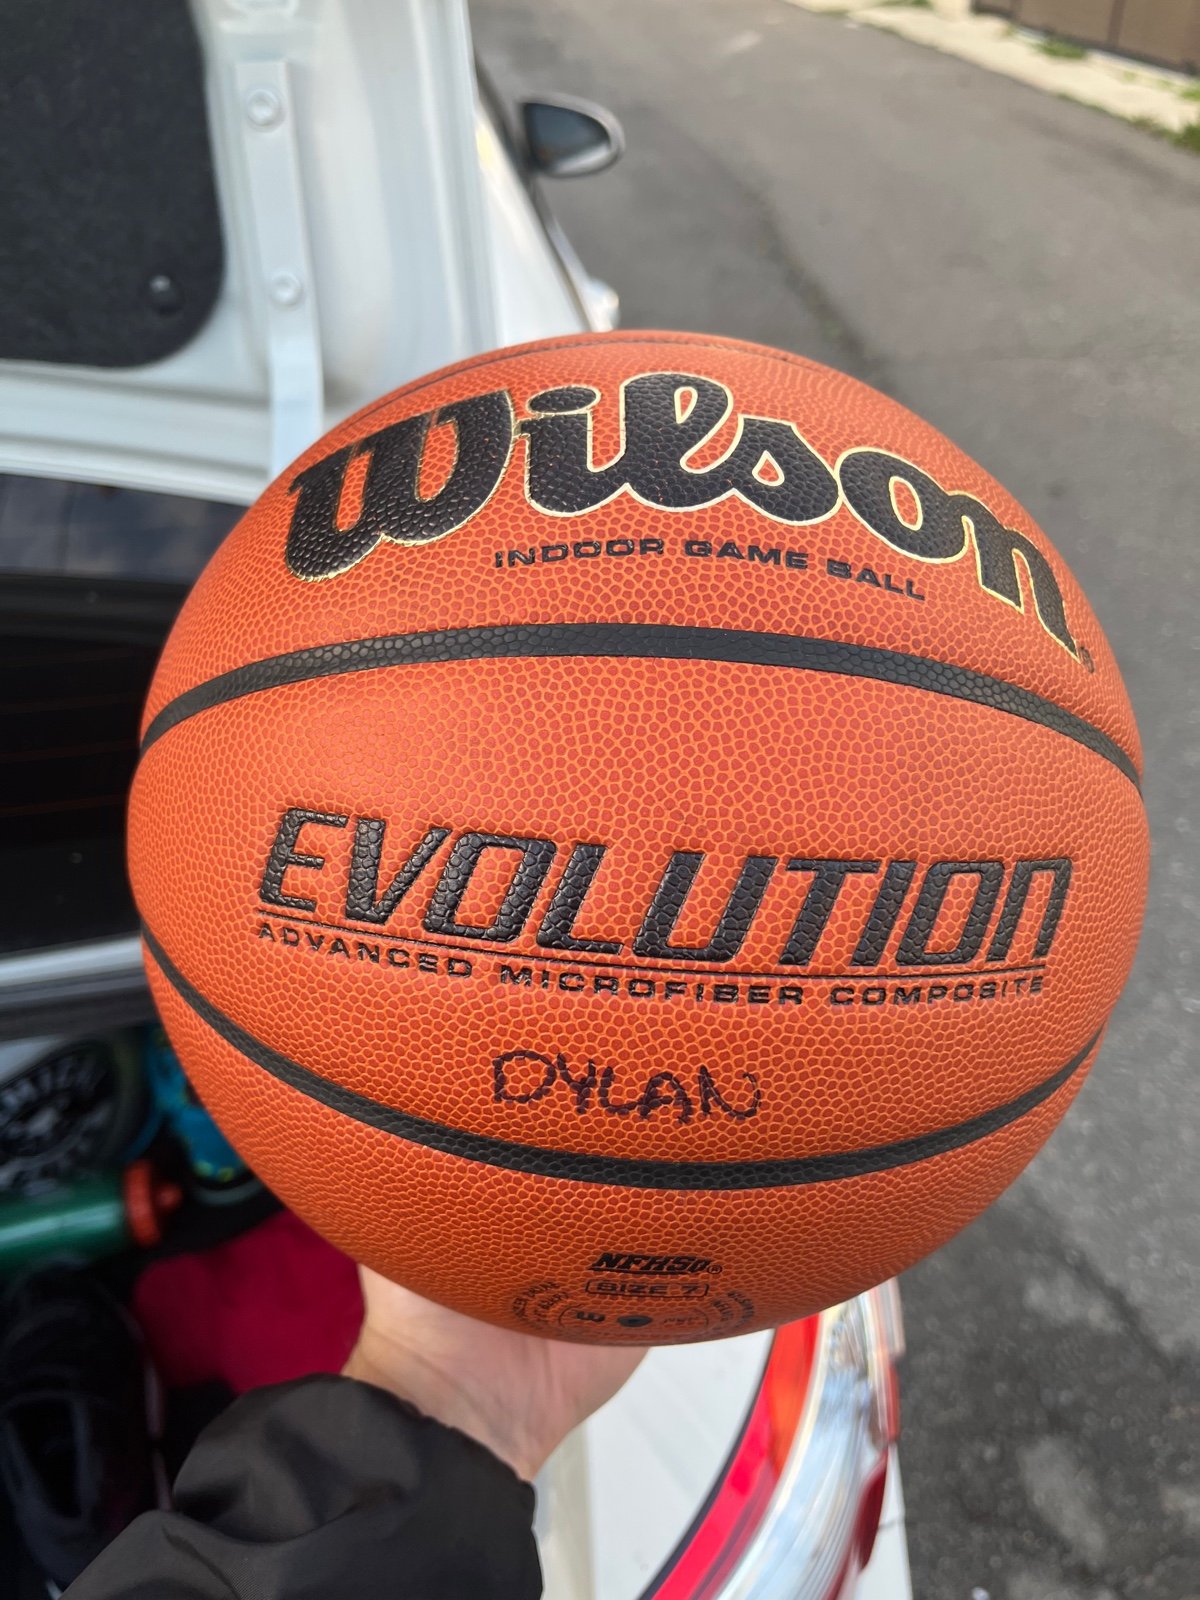 Wilson
INDOOR GAME BALL
EVOLUTION
ADVANCED MICROFIBER COMPOSITE
DYLAN
NFHS®
SIZE 7